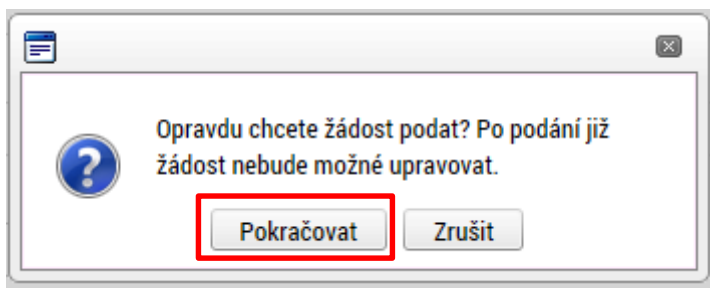 Opravdu chcete žádost podat? Po podání již
žádost nebude možné upravovat.
Pokračovat Zrušit